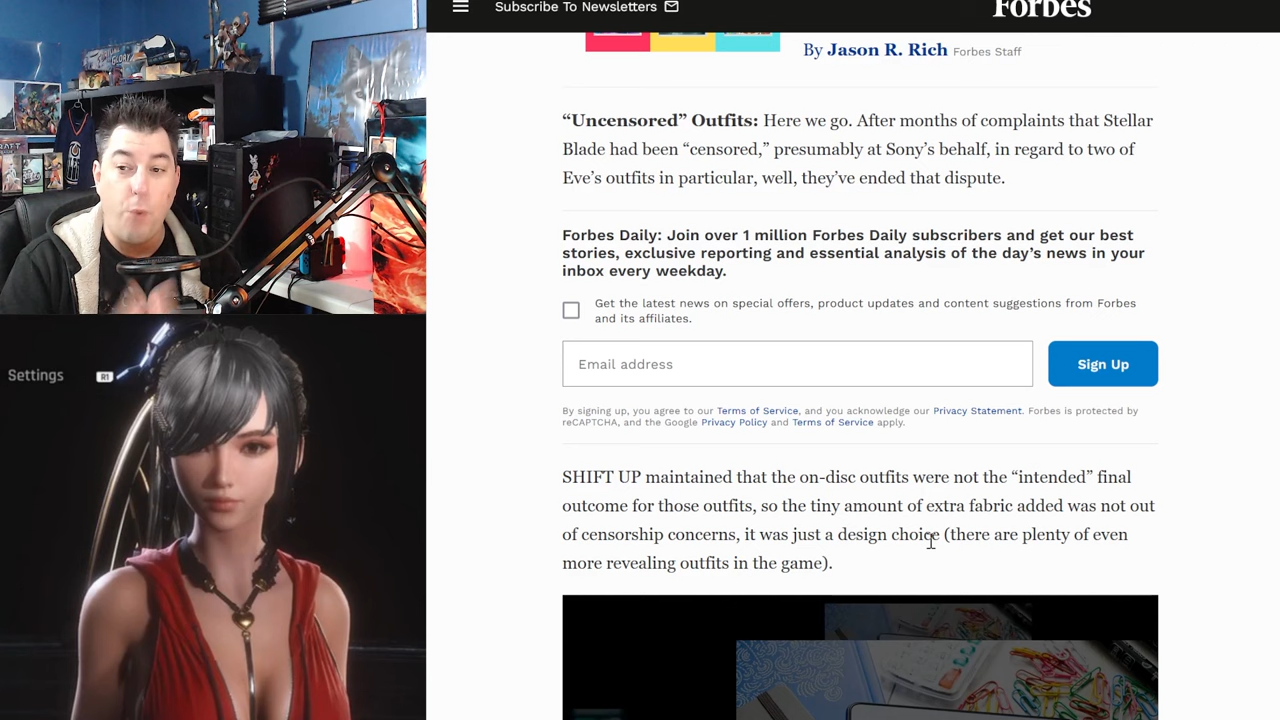 Subscribe To Newsletters
Forbes
By Jason R. Rich Forbes Staff
“Uncensored” Outfits: Here we go. After months of complaints that Stellar
Blade had been “censored,” presumably at Sony’s behalf, in regard to two of
Eve’s outfits in particular, well, they’ve ended that dispute.
Forbes Daily: Join over 1 million Forbes Daily subscribers and get our best
stories, exclusive reporting and essential analysis of the day’s news in your
inbox every weekday.
Get the latest news on special offers, product updates and content suggestions from Forbes
and its affiliates.
Email address
Sign Up
By signing up, you agree to our Terms of Service, and you acknowledge our Privacy Statement. Forbes is protected by
reCAPTCHA, and the Google Privacy Policy and Terms of Service apply.
SHIFT UP maintained that the on-disc outfits were not the “intended” final
outcome for those outfits, so the tiny amount of extra fabric added was not out
of censorship concerns, it was just a design choice (there are plenty of even
more revealing outfits in the game).
Settings
R1